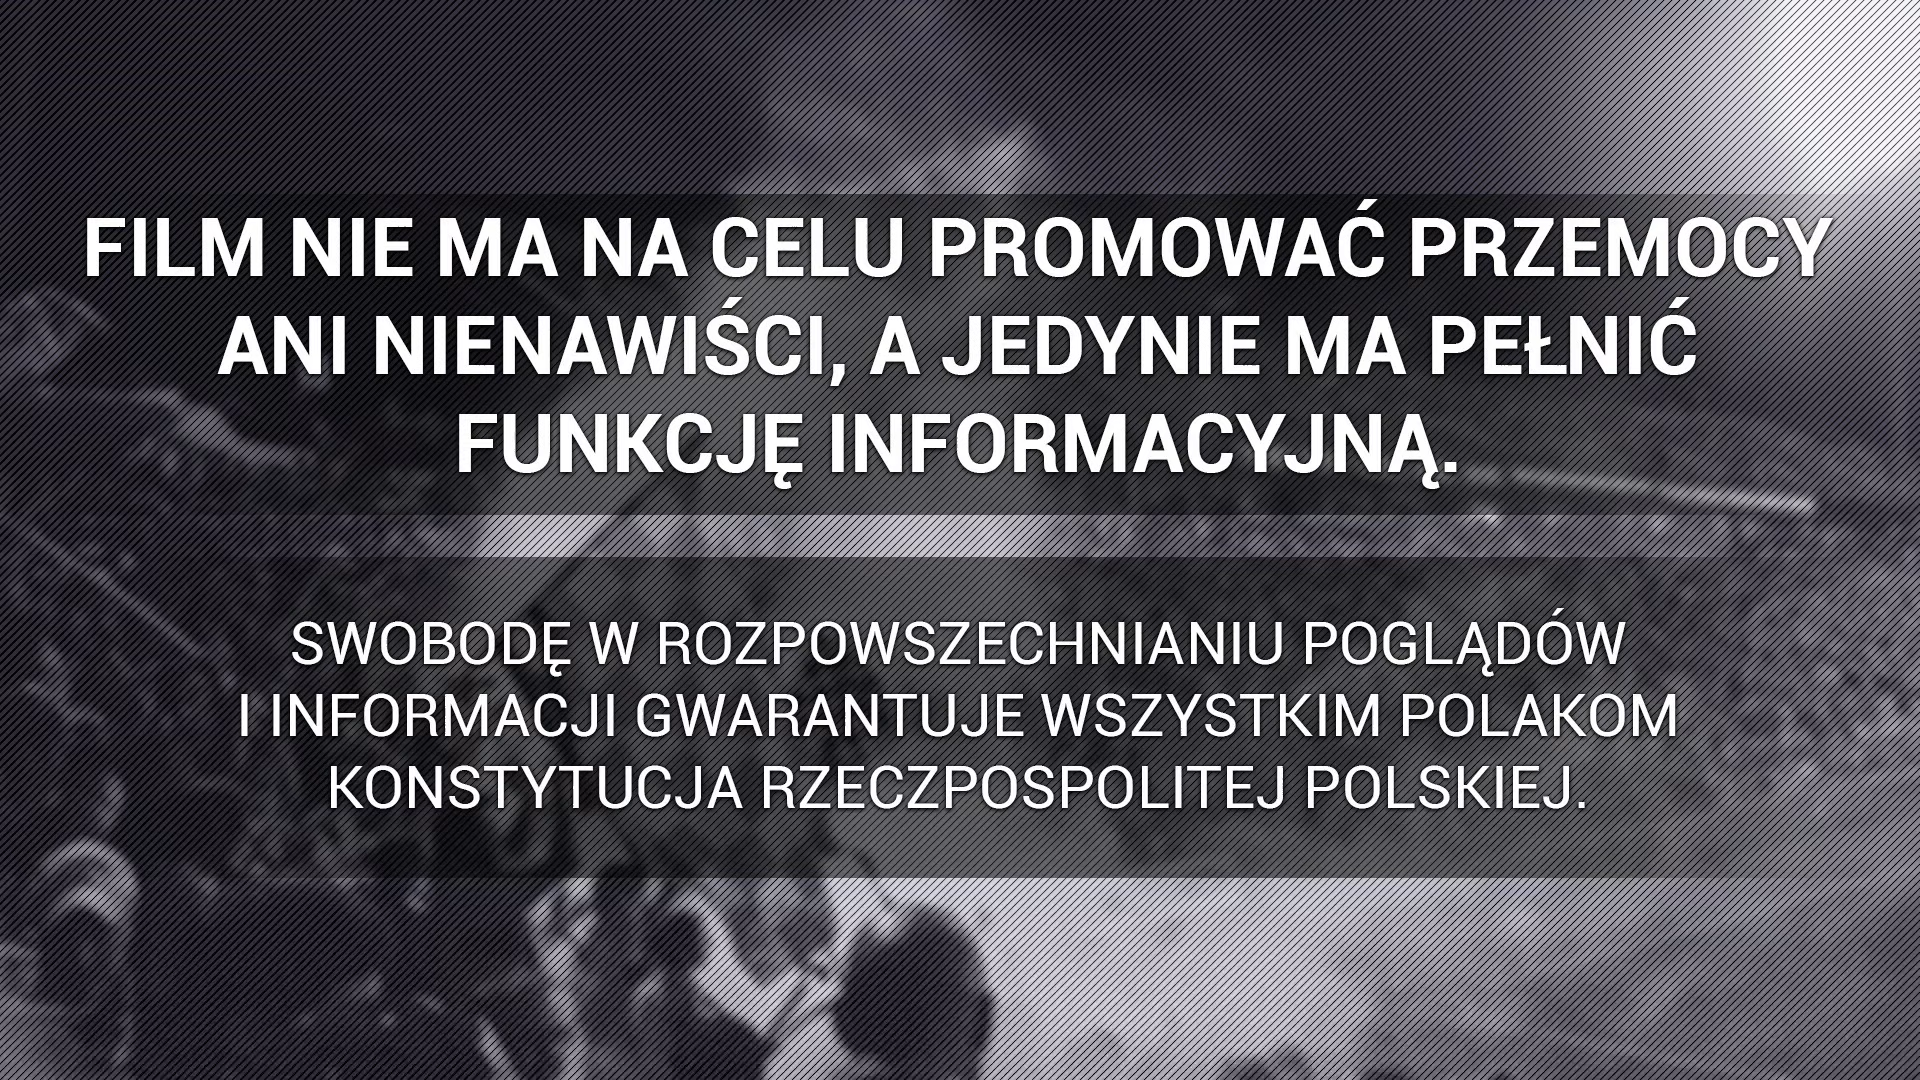 FILM NIE MA NA CELU PROMOWAĆ PRZEMOCY
ANI NIENAWIŚCI, A JEDYNIE MA PEŁNIĆ
FUNKCJĘ INFORMACYJNĄ.
SWOBODĘ W ROZPOWSZECHNIANIU POGLĄDÓW
I INFORMACJI GWARANTUJE WSZYSTKIM POLAKOM
KONSTYTUCJA RZECZPOSPOLITEJ POLSKIEJ.